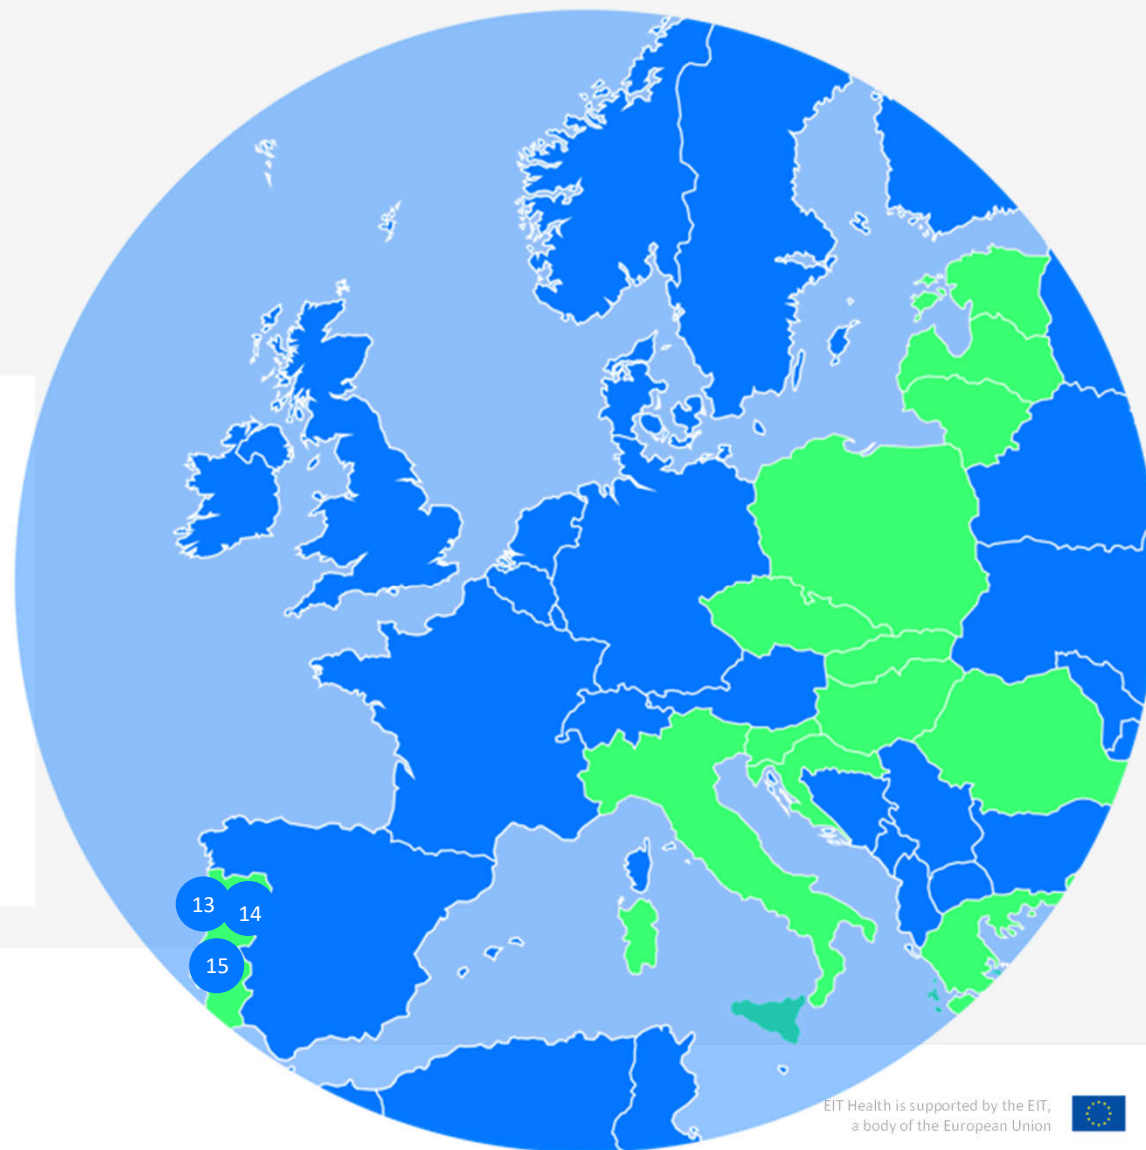 13
14
15
EIT Health is supported by the EIT,
a body of the European Union